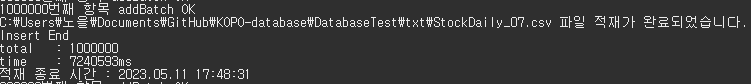 1000000번째 항목 addBatch OK
C:₩Users₩노을₩Documents₩GitHub₩KOPO-database₩DatabaseTest₩txt₩StockDaily_07.csv 파일 적재가 완료되었습니다.
Insert End
total   : 1000000
time    : 7240593ms
적재 종료 시간 : 2023.05.11 17:48:31